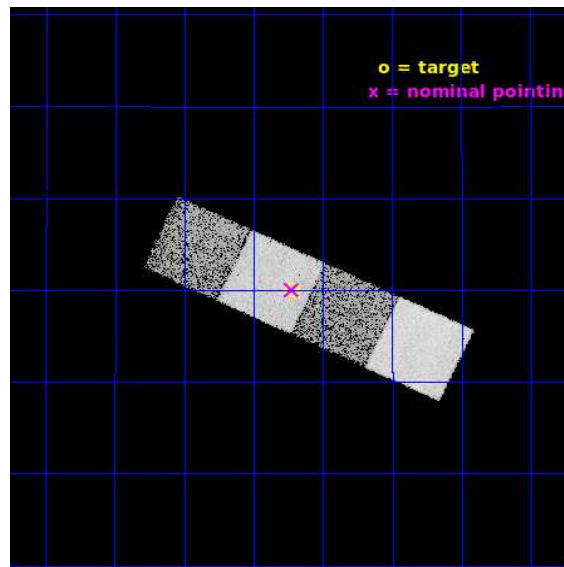 o = target
x = nominal pointin